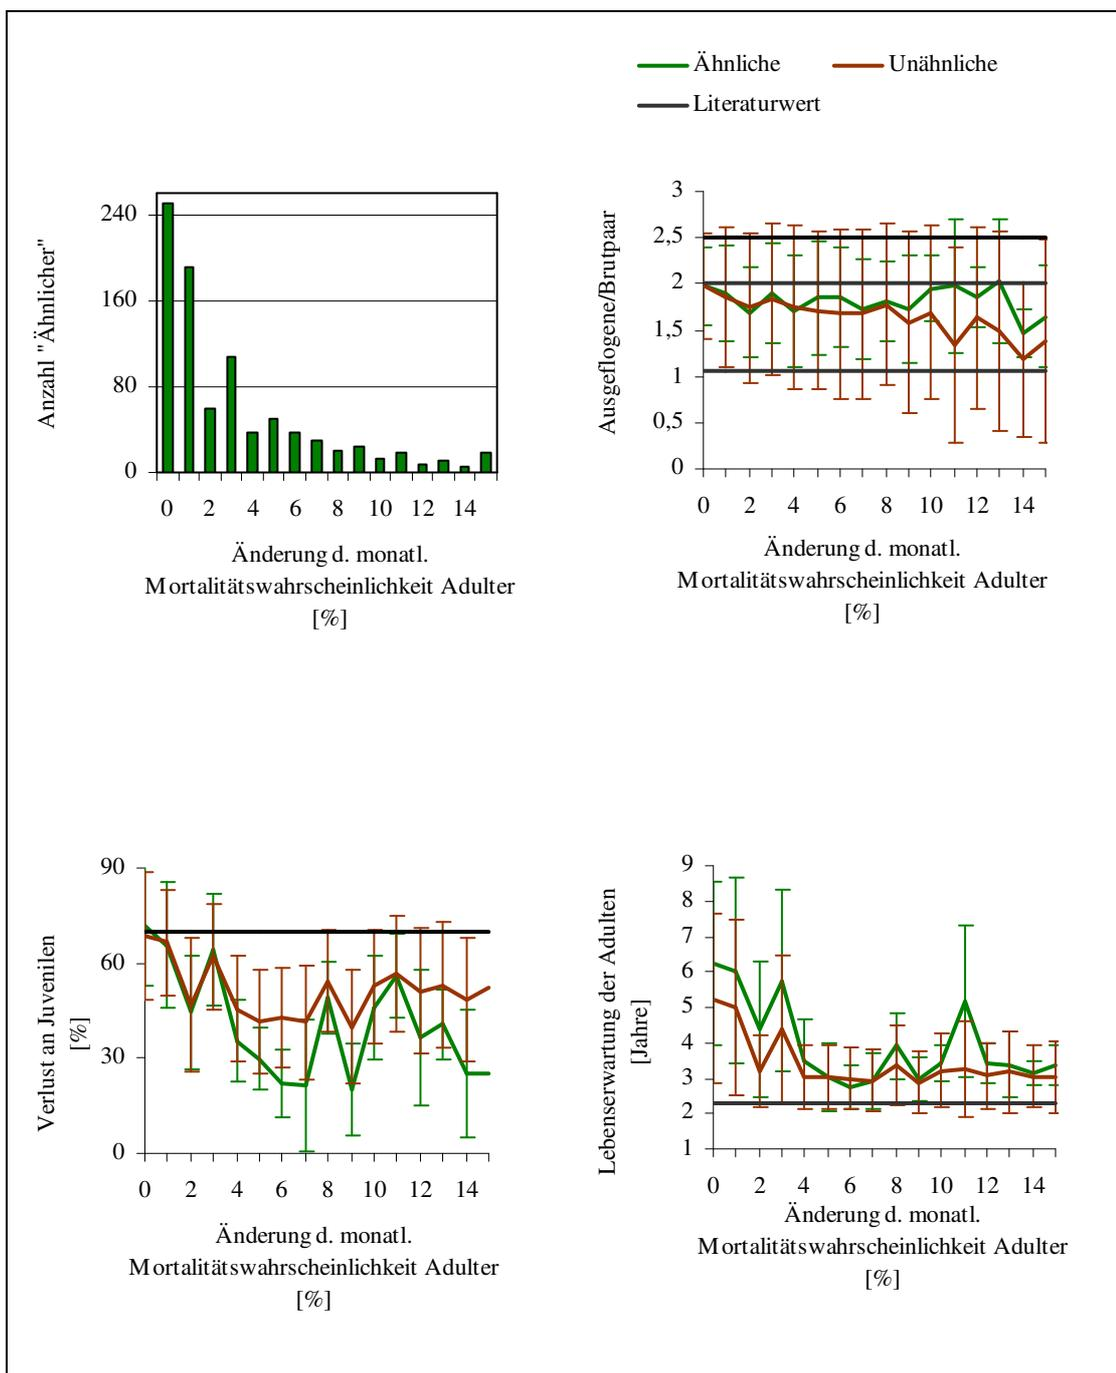 Ähnliche Unähnliche
Literaturwert
Anzahl "Ähnlicher"
240
160
80
0
0 2 4 6 8 10 12 14
Änderung d. monatl.
Mortalitätswahrscheinlichkeit Adulter
[%]
Ausgeflogene/Brutpaar
3
2,5
2
1,5
1
0,5
0
0 2 4 6 8 10 12 14
Änderung d. monatl.
Mortalitätswahrscheinlichkeit Adulter
[%]
Verlust an Juvenilen
[%]
90
60
30
0
0 2 4 6 8 10 12 14
Änderung d. monatl.
Mortalitätswahrscheinlichkeit Adulter
[%]
Lebenserwartung der Adulten
[Jahre]
9
8
7
6
5
4
3
2
1
0 2 4 6 8 10 12 14
Änderung d. monatl.
Mortalitätswahrscheinlichkeit Adulter
[%]